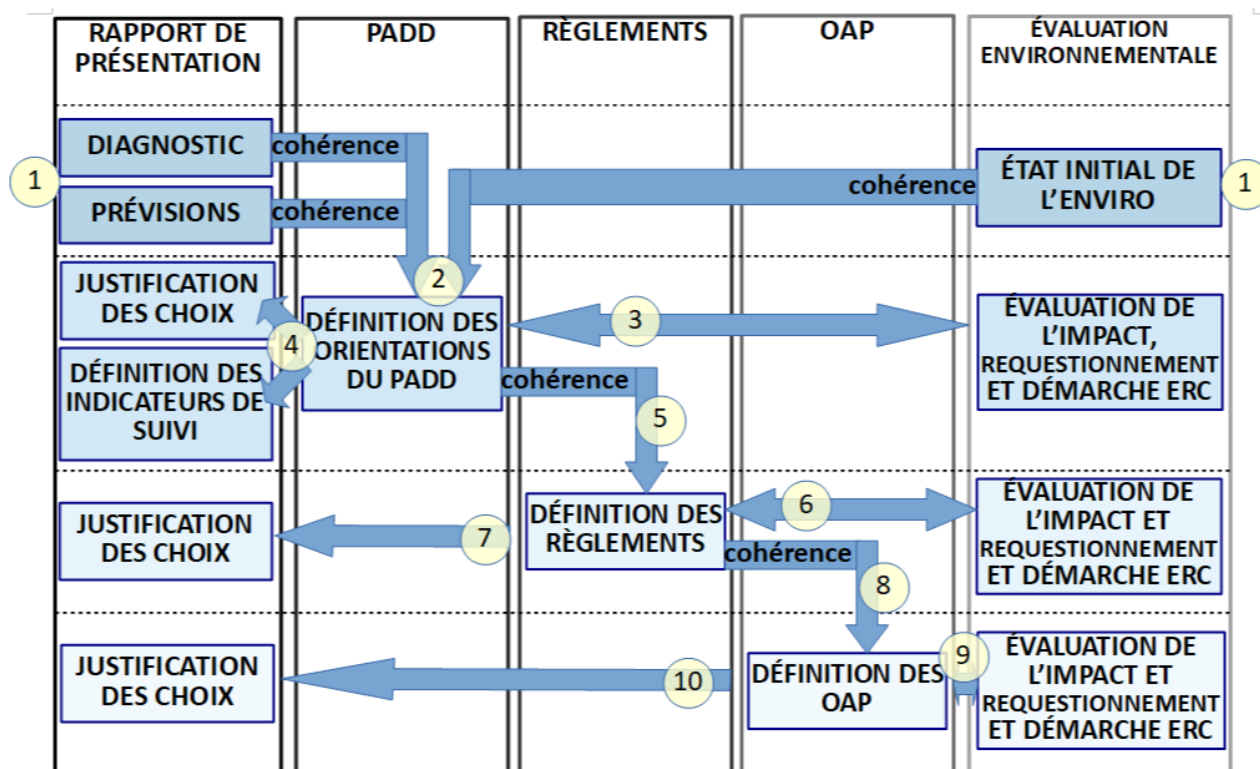 RAPPORT DE
PRÉSENTATION
PADD
RÈGLEMENTS
OAP
ÉVALUATION
ENVIRONNEMENTALE
DIAGNOSTIC
cohérence
1
PRÉVISIONS
cohérence
cohérence
ÉTAT INITIAL DE
L'ENVIRO
1
2
JUSTIFICATION
DES CHOIX
4
DÉFINITION DES
INDICATEURS DE
SUIVI
DÉFINITION DES
ORIENTATIONS
DU PADD
3
ÉVALUATION DE
L'IMPACT,
REQUESTIONNEMENT
ET DÉMARCHE ERC
cohérence
5
JUSTIFICATION
DES CHOIX
7
DÉFINITION DES
RÈGLEMENTS
6
ÉVALUATION DE
L'IMPACT ET
REQUESTIONNEMENT
ET DÉMARCHE ERC
cohérence
8
JUSTIFICATION
DES CHOIX
10
DÉFINITION DES
OAP
9
ÉVALUATION DE
L'IMPACT ET
REQUESTIONNEMENT
ET DÉMARCHE ERC